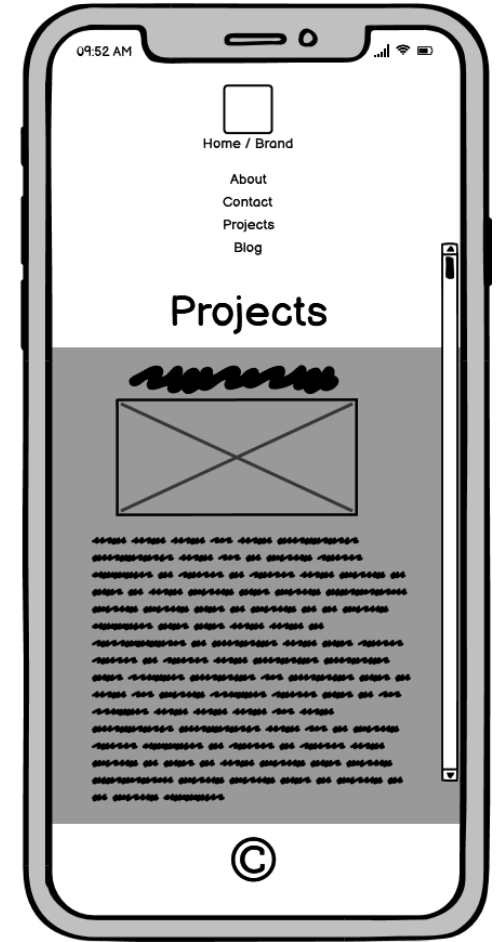 09:52 AM
Home / Brand
About
Contact
Projects
Blog
Projects
©